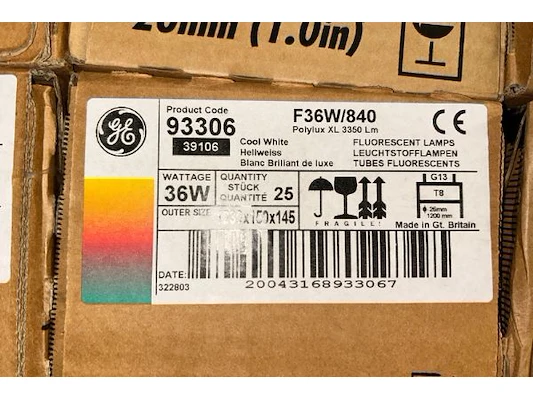 26mm (1.0in)
GE
Product Code
93306
39106
F36W/840
Polylux XL 3350 Lm
CE
Cool White
Hellweiss
Blanc Brilliant de luxe
FLUORESCENT LAMPS
LEUCHTSTOFFLAMPEN
TUBES FLUORESCENTS
WATTAGE
36W
QUANTITY
STÜCK
QUANTITÉ
25
OUTER SIZE
x150x145
FRAGILE!
G13
T8
⌀ 26mm
1200 mm
Made in Gt. Britain
DATE:
322803
20043168933067